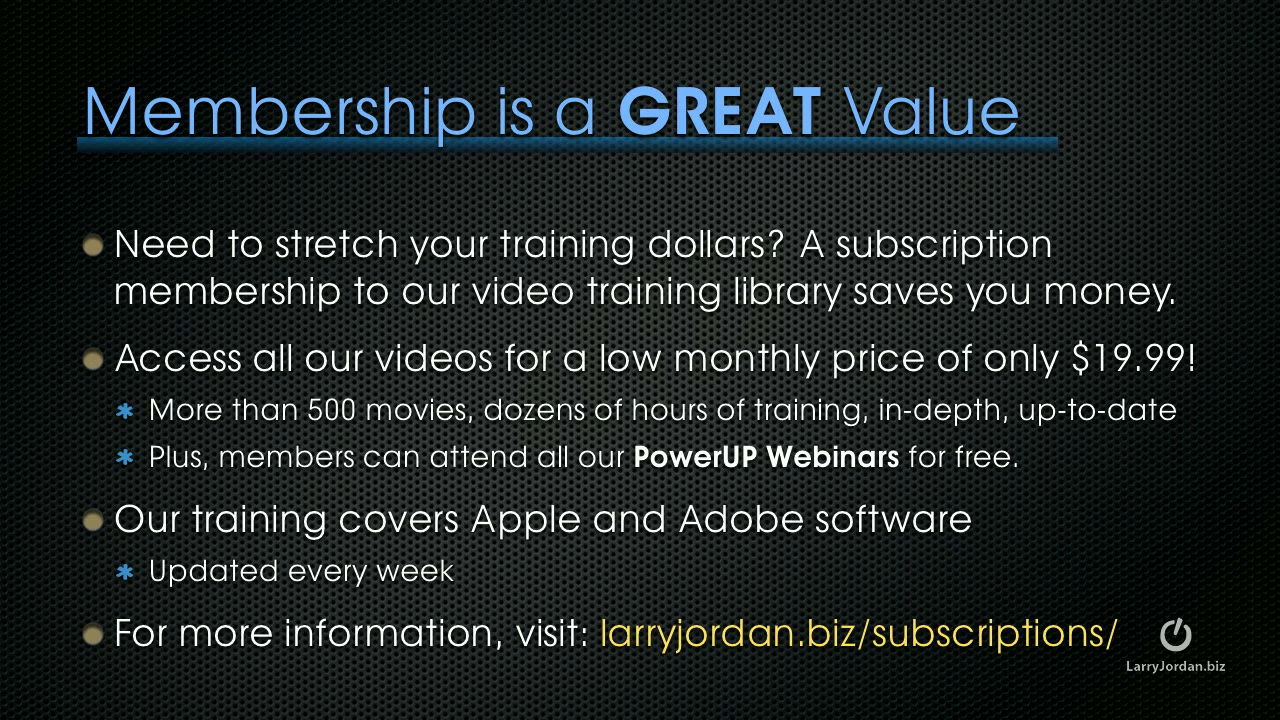 Membership is a GREAT Value
Need to stretch your training dollars? A subscription
membership to our video training library saves you money.
Access all our videos for a low monthly price of only $19.99!
More than 500 movies, dozens of hours of training, in-depth, up-to-date
Plus, members can attend all our PowerUP Webinars for free.
Our training covers Apple and Adobe software
Updated every week
For more information, visit: larryjordan.biz/subscriptions/
LarryJordan.biz